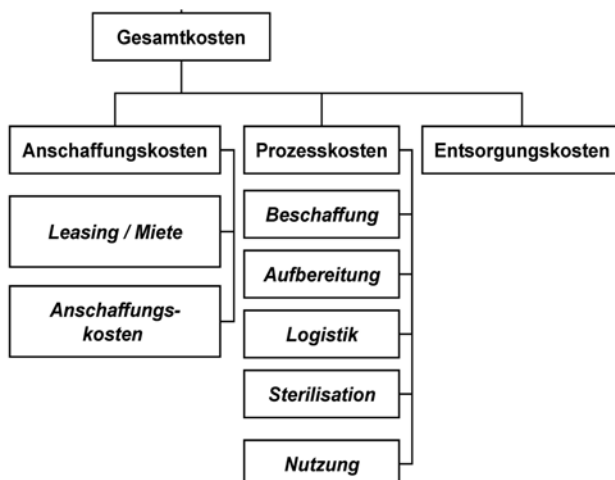 Gesamtkosten
Anschaffungskosten
Prozesskosten
Entsorgungskosten
Leasing / Miete
Anschaffungs-
kosten
Beschaffung
Aufbereitung
Logistik
Sterilisation
Nutzung